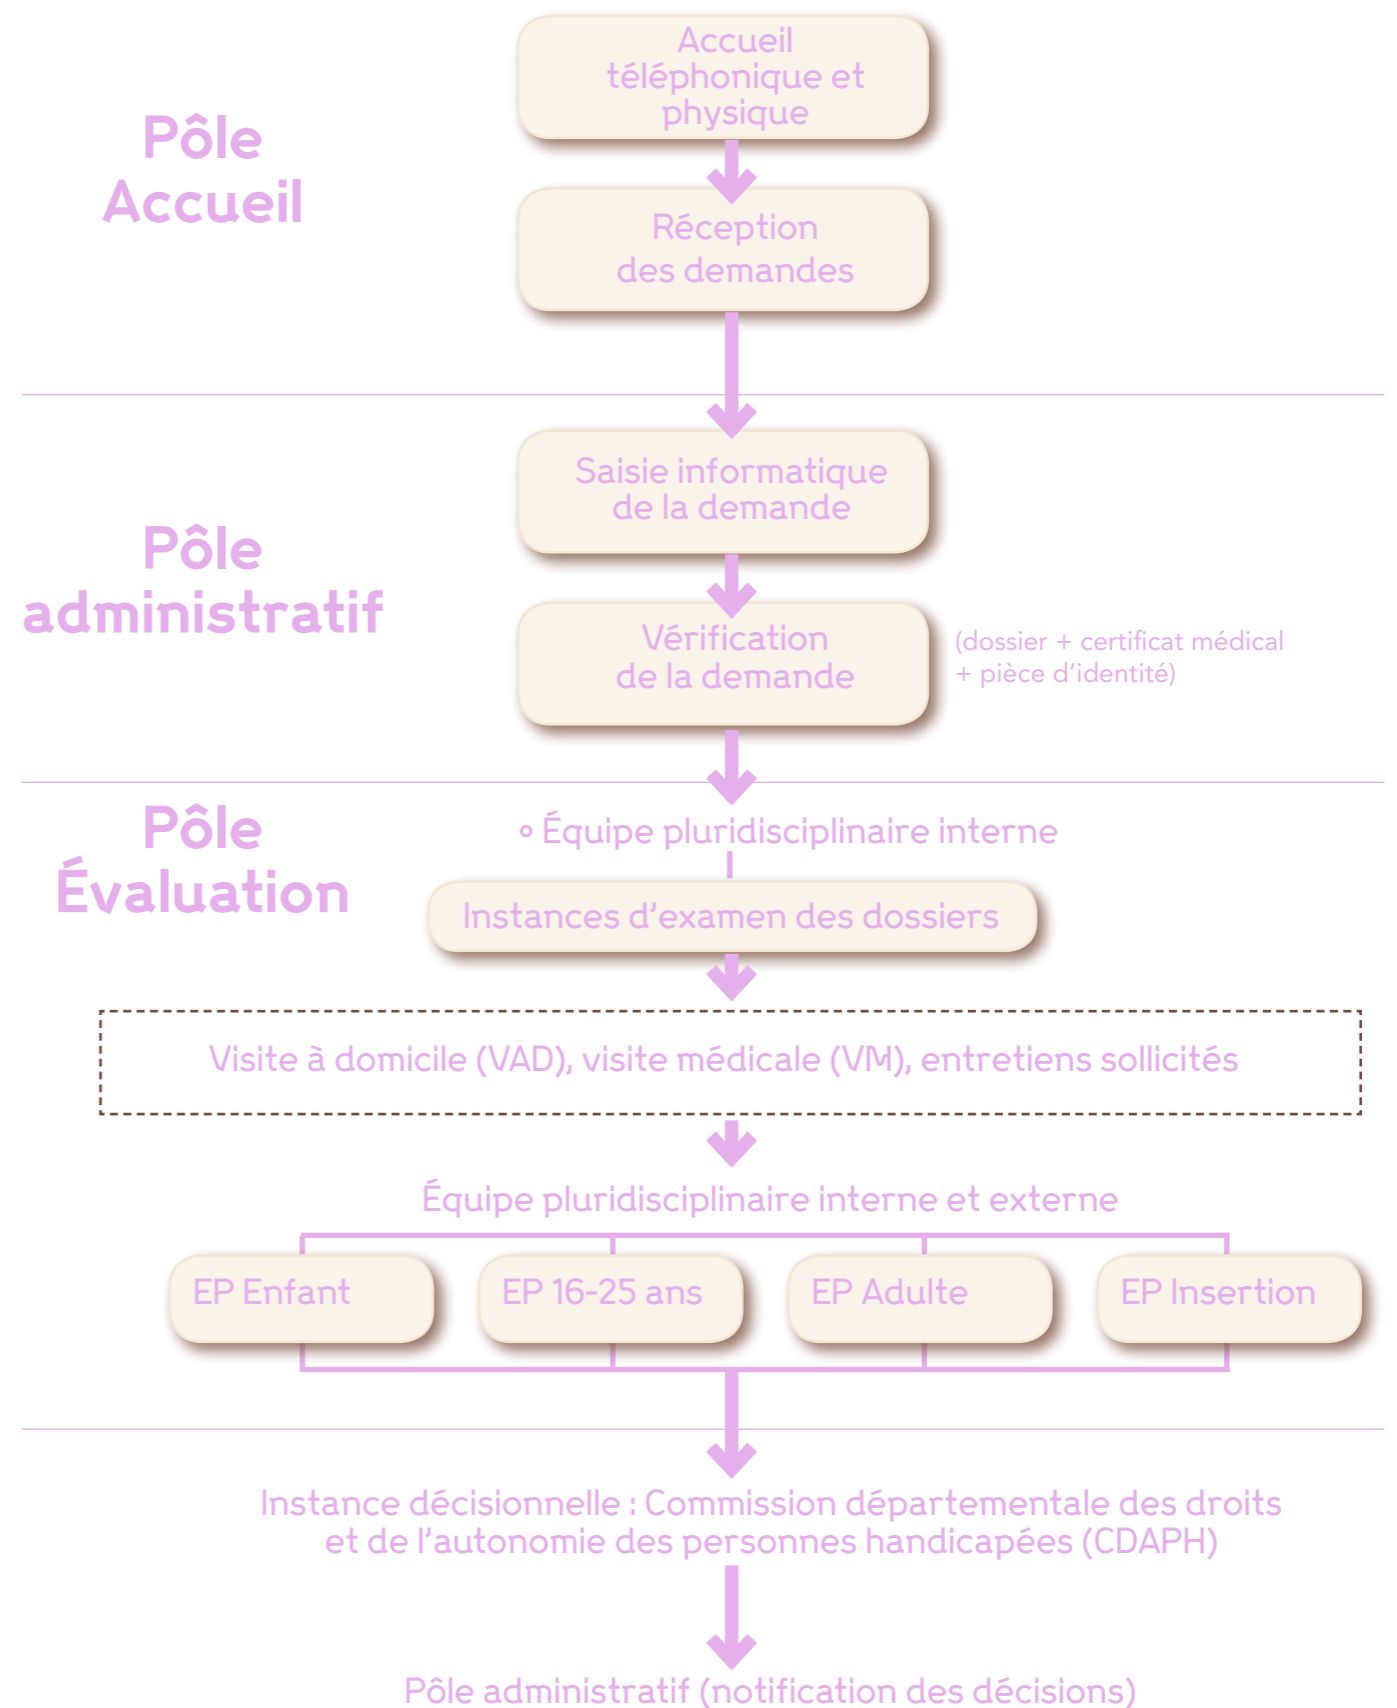 Pôle
Accueil
Accueil
téléphonique et
physique
Réception
des demandes
Pôle
administratif
Saisie informatique
de la demande
Vérification
de la demande
(dossier + certificat médical
+ pièce d’identité)
Pôle
Évaluation
° Équipe pluridisciplinaire interne
Instances d’examen des dossiers
Visite à domicile (VAD), visite médicale (VM), entretiens sollicités
Équipe pluridisciplinaire interne et externe
EP Enfant
EP 16-25 ans
EP Adulte
EP Insertion
Instance décisionnelle : Commission départementale des droits
et de l’autonomie des personnes handicapées (CDAPH)
Pôle administratif (notification des décisions)